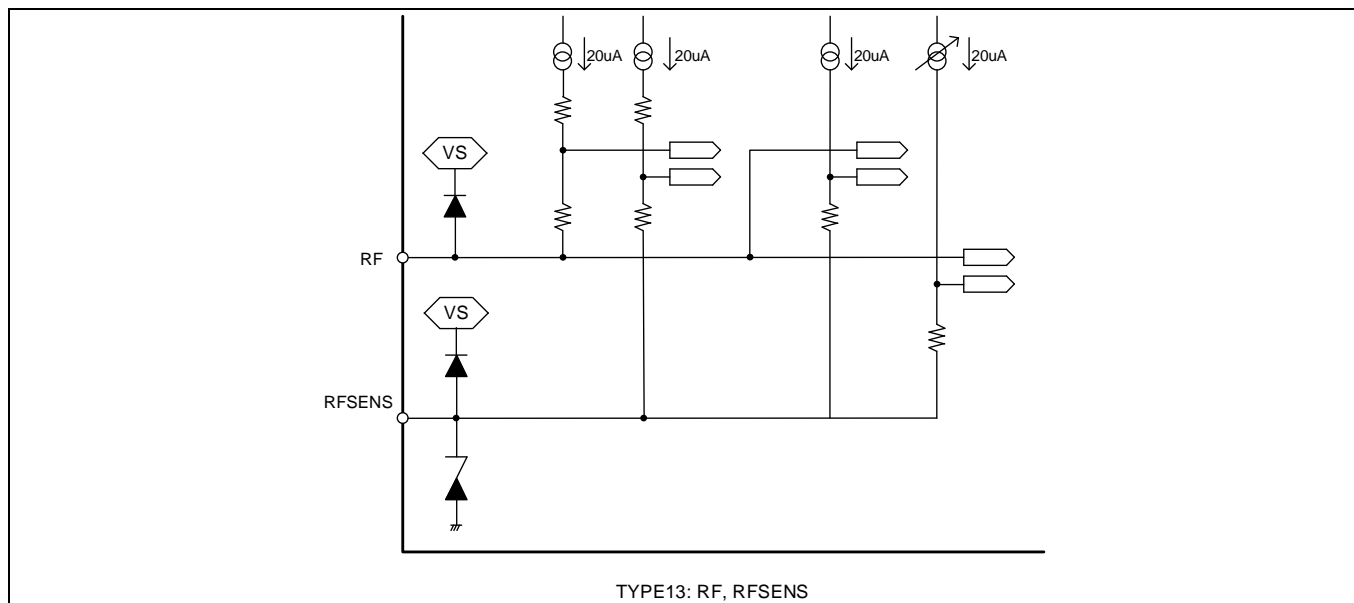 20uA 20uA 20uA 20uA
VS
RF
VS
RFSENS
TYPE13: RF, RFSENS